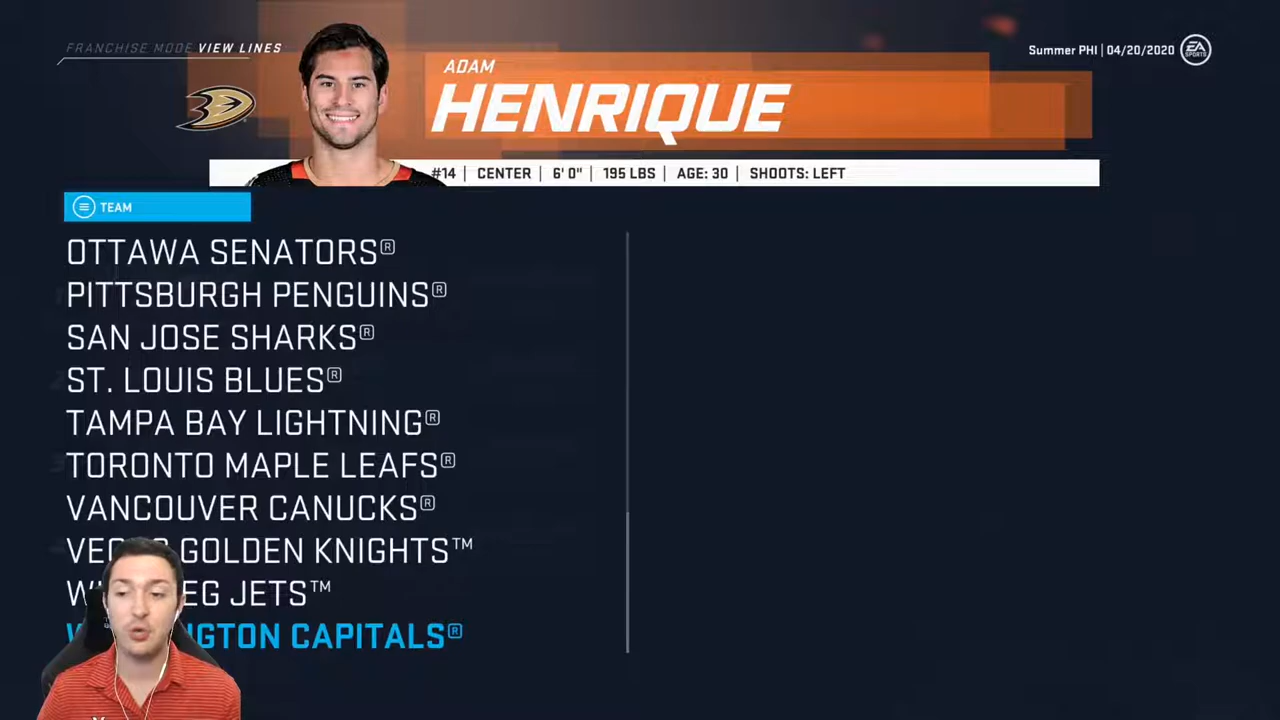 FRANCHISE MODE VIEW LINES
Summer PHI | 04/20/2020
EA SPORTS
ADAM
HENRIQUE
#14 | CENTER | 6' 0" | 195 LBS | AGE: 30 | SHOOTS: LEFT
TEAM
OTTAWA SENATORS®
PITTSBURGH PENGUINS®
SAN JOSE SHARKS®
ST. LOUIS BLUES®
TAMPA BAY LIGHTNING®
TORONTO MAPLE LEAFS®
VANCOUVER CANUCKS®
GOLDEN KNIGHTS™
JETS™
CAPITALS®